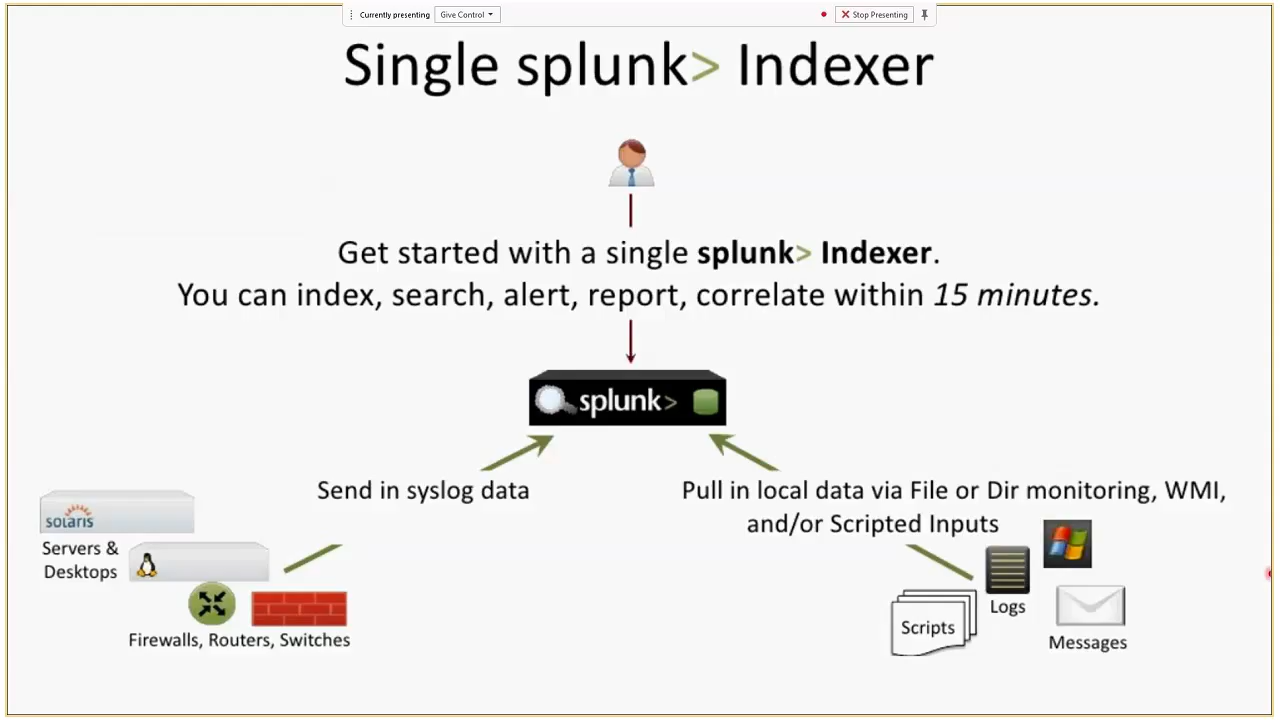 Currently presenting Give Control Stop Presenting
Single splunk> Indexer
Get started with a single splunk> Indexer.
You can index, search, alert, report, correlate within 15 minutes.
splunk>
Send in syslog data
Pull in local data via File or Dir monitoring, WMI,
and/or Scripted Inputs
solaris
Servers &
Desktops
Firewalls, Routers, Switches
Logs
Scripts
Messages